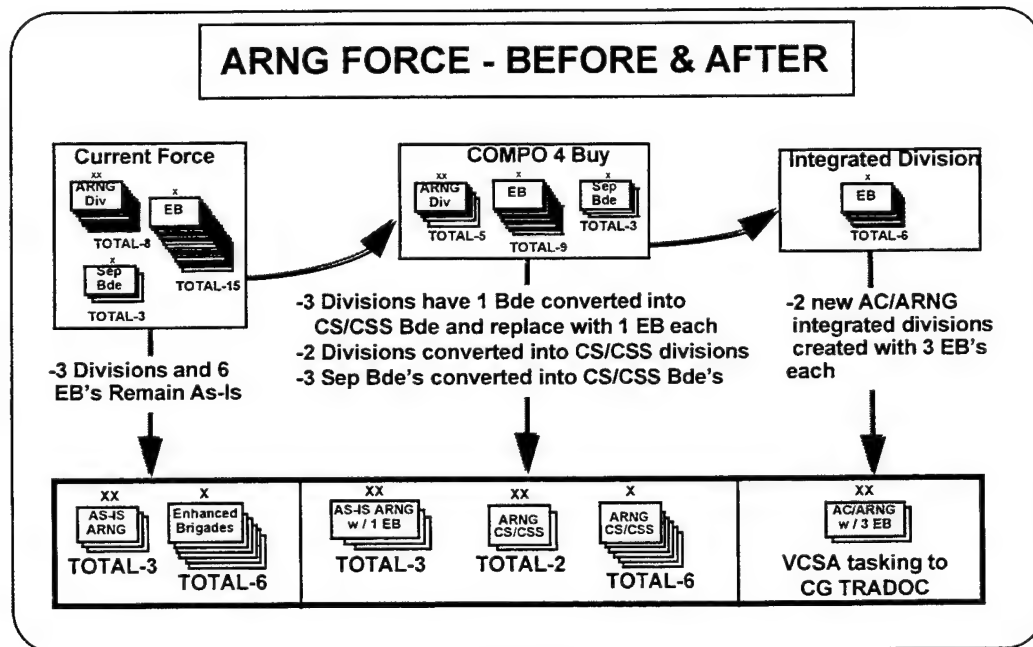 ARNG FORCE - BEFORE & AFTER
Current Force
xx
ARNG
Div
TOTAL-8
x
EB
TOTAL-15
x
Sep
Bde
TOTAL-3
COMPO 4 Buy
xx
ARNG
Div
TOTAL-5
x
EB
TOTAL-9
x
Sep
Bde
TOTAL-3
Integrated Division
x
EB
TOTAL-6
-3 Divisions and 6
EB's Remain As-Is
-3 Divisions have 1 Bde converted into
CS/CSS Bde and replace with 1 EB each
-2 Divisions converted into CS/CSS divisions
-3 Sep Bde's converted into CS/CSS Bde's
-2 new AC/ARNG
integrated divisions
created with 3 EB's
each
XX
AS-IS
ARNG
TOTAL-3
X
Enhanced
Brigades
TOTAL-6
XX
AS-IS ARNG
w/ 1 EB
TOTAL-3
XX
ARNG
CS/CSS
TOTAL-2
X
ARNG
CS/CSS
TOTAL-6
XX
AC/ARNG
w/ 3 EB
VCSA tasking to
CG TRADOC